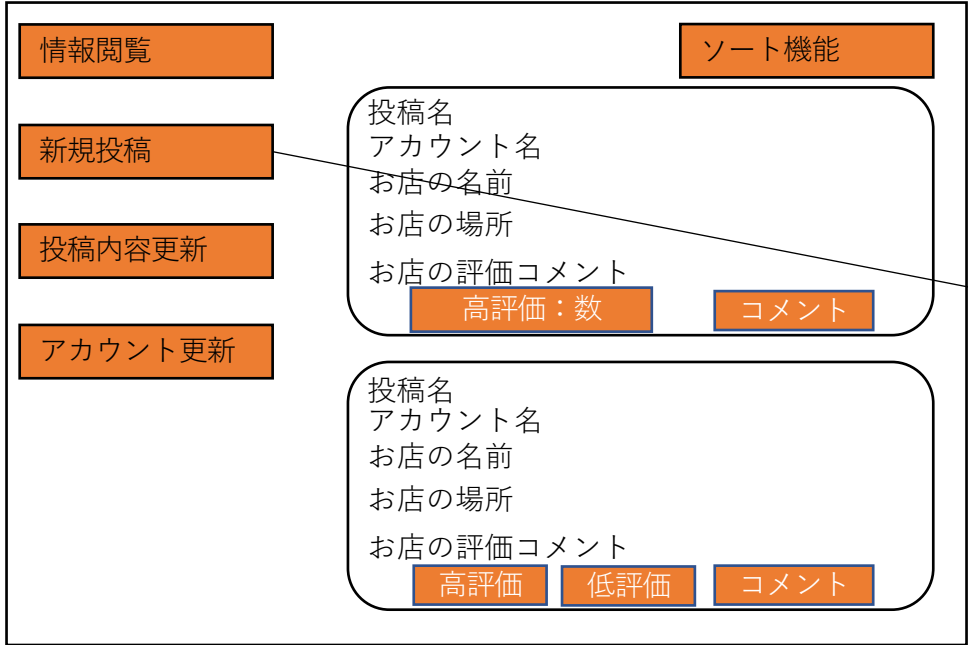 情報閲覧
ソート機能
新規投稿
投稿内容更新
アカウント更新
投稿名
アカウント名
お店の名前
お店の場所
お店の評価コメント
高評価：数
コメント
投稿名
アカウント名
お店の名前
お店の場所
お店の評価コメント
高評価
低評価
コメント